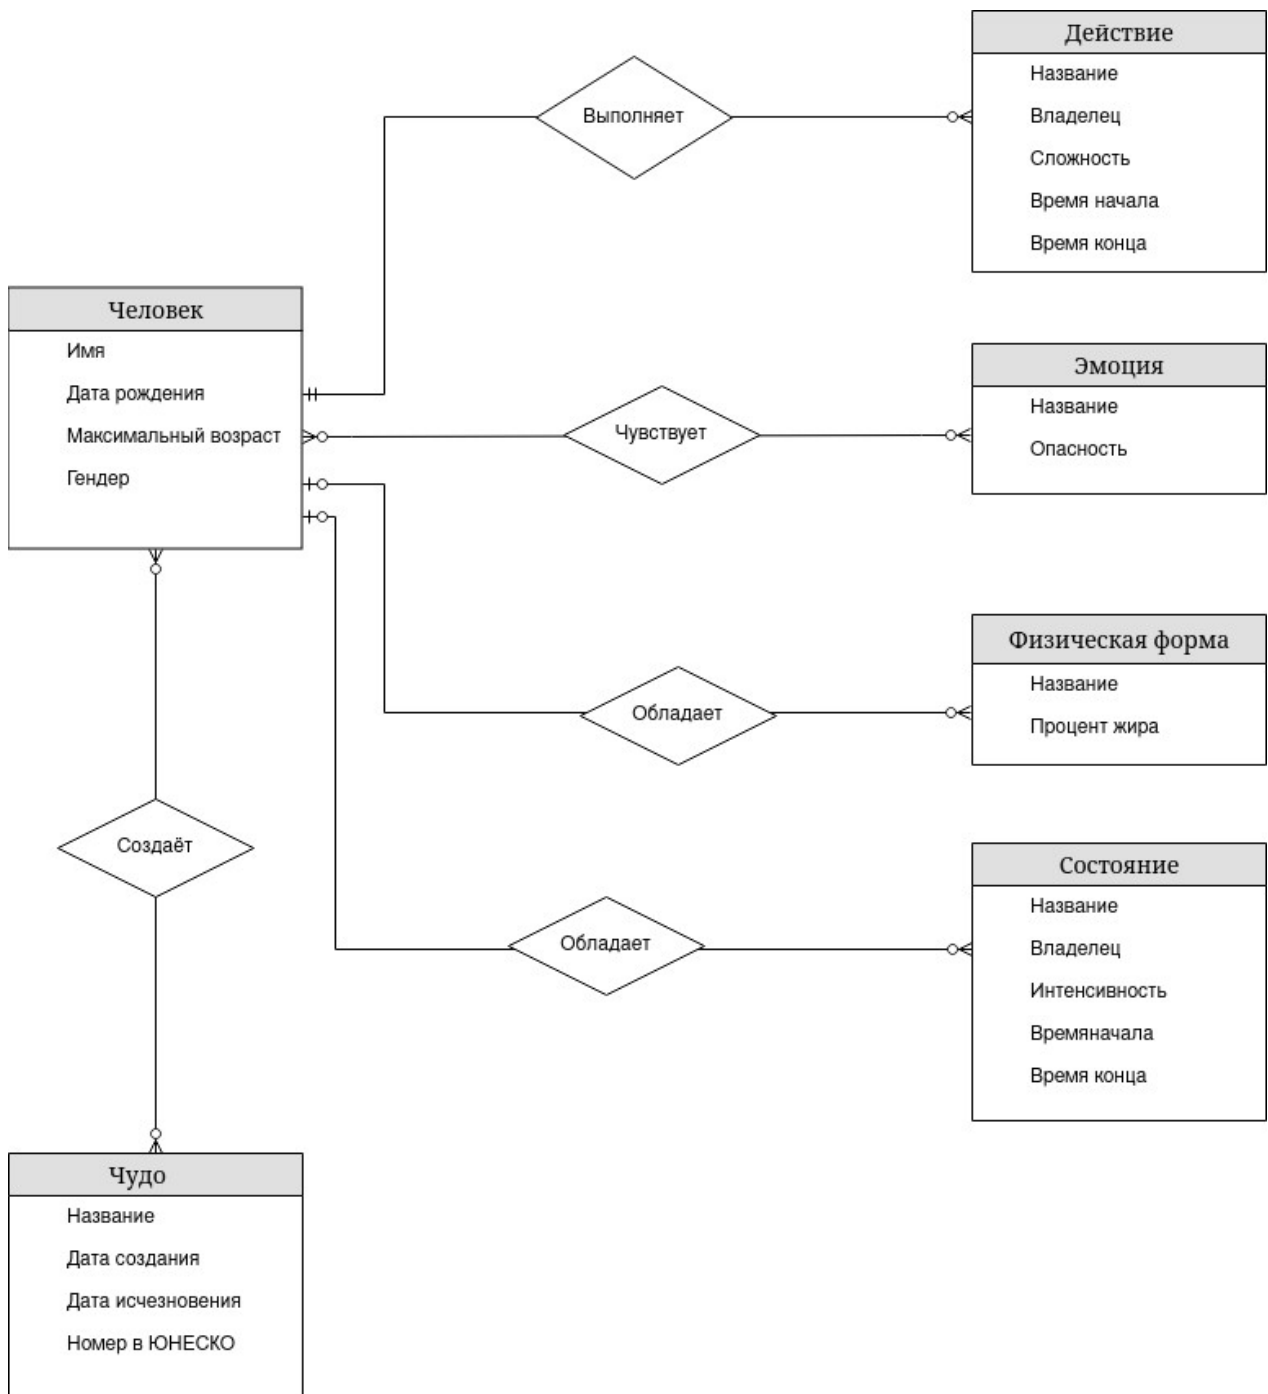 Действие
Название
Выполняет
Владелец
Сложность
Время начала
Время конца
Человек
Имя
Дата рождения
Максимальный возраст
Гендер
Эмоция
Название
Чувствует
Опасность
Физическая форма
Название
Обладает
Процент жира
Создаёт
Состояние
Название
Обладает
Владелец
Интенсивность
Времяначала
Время конца
Чудо
Название
Дата создания
Дата исчезновения
Номер в ЮНЕСКО